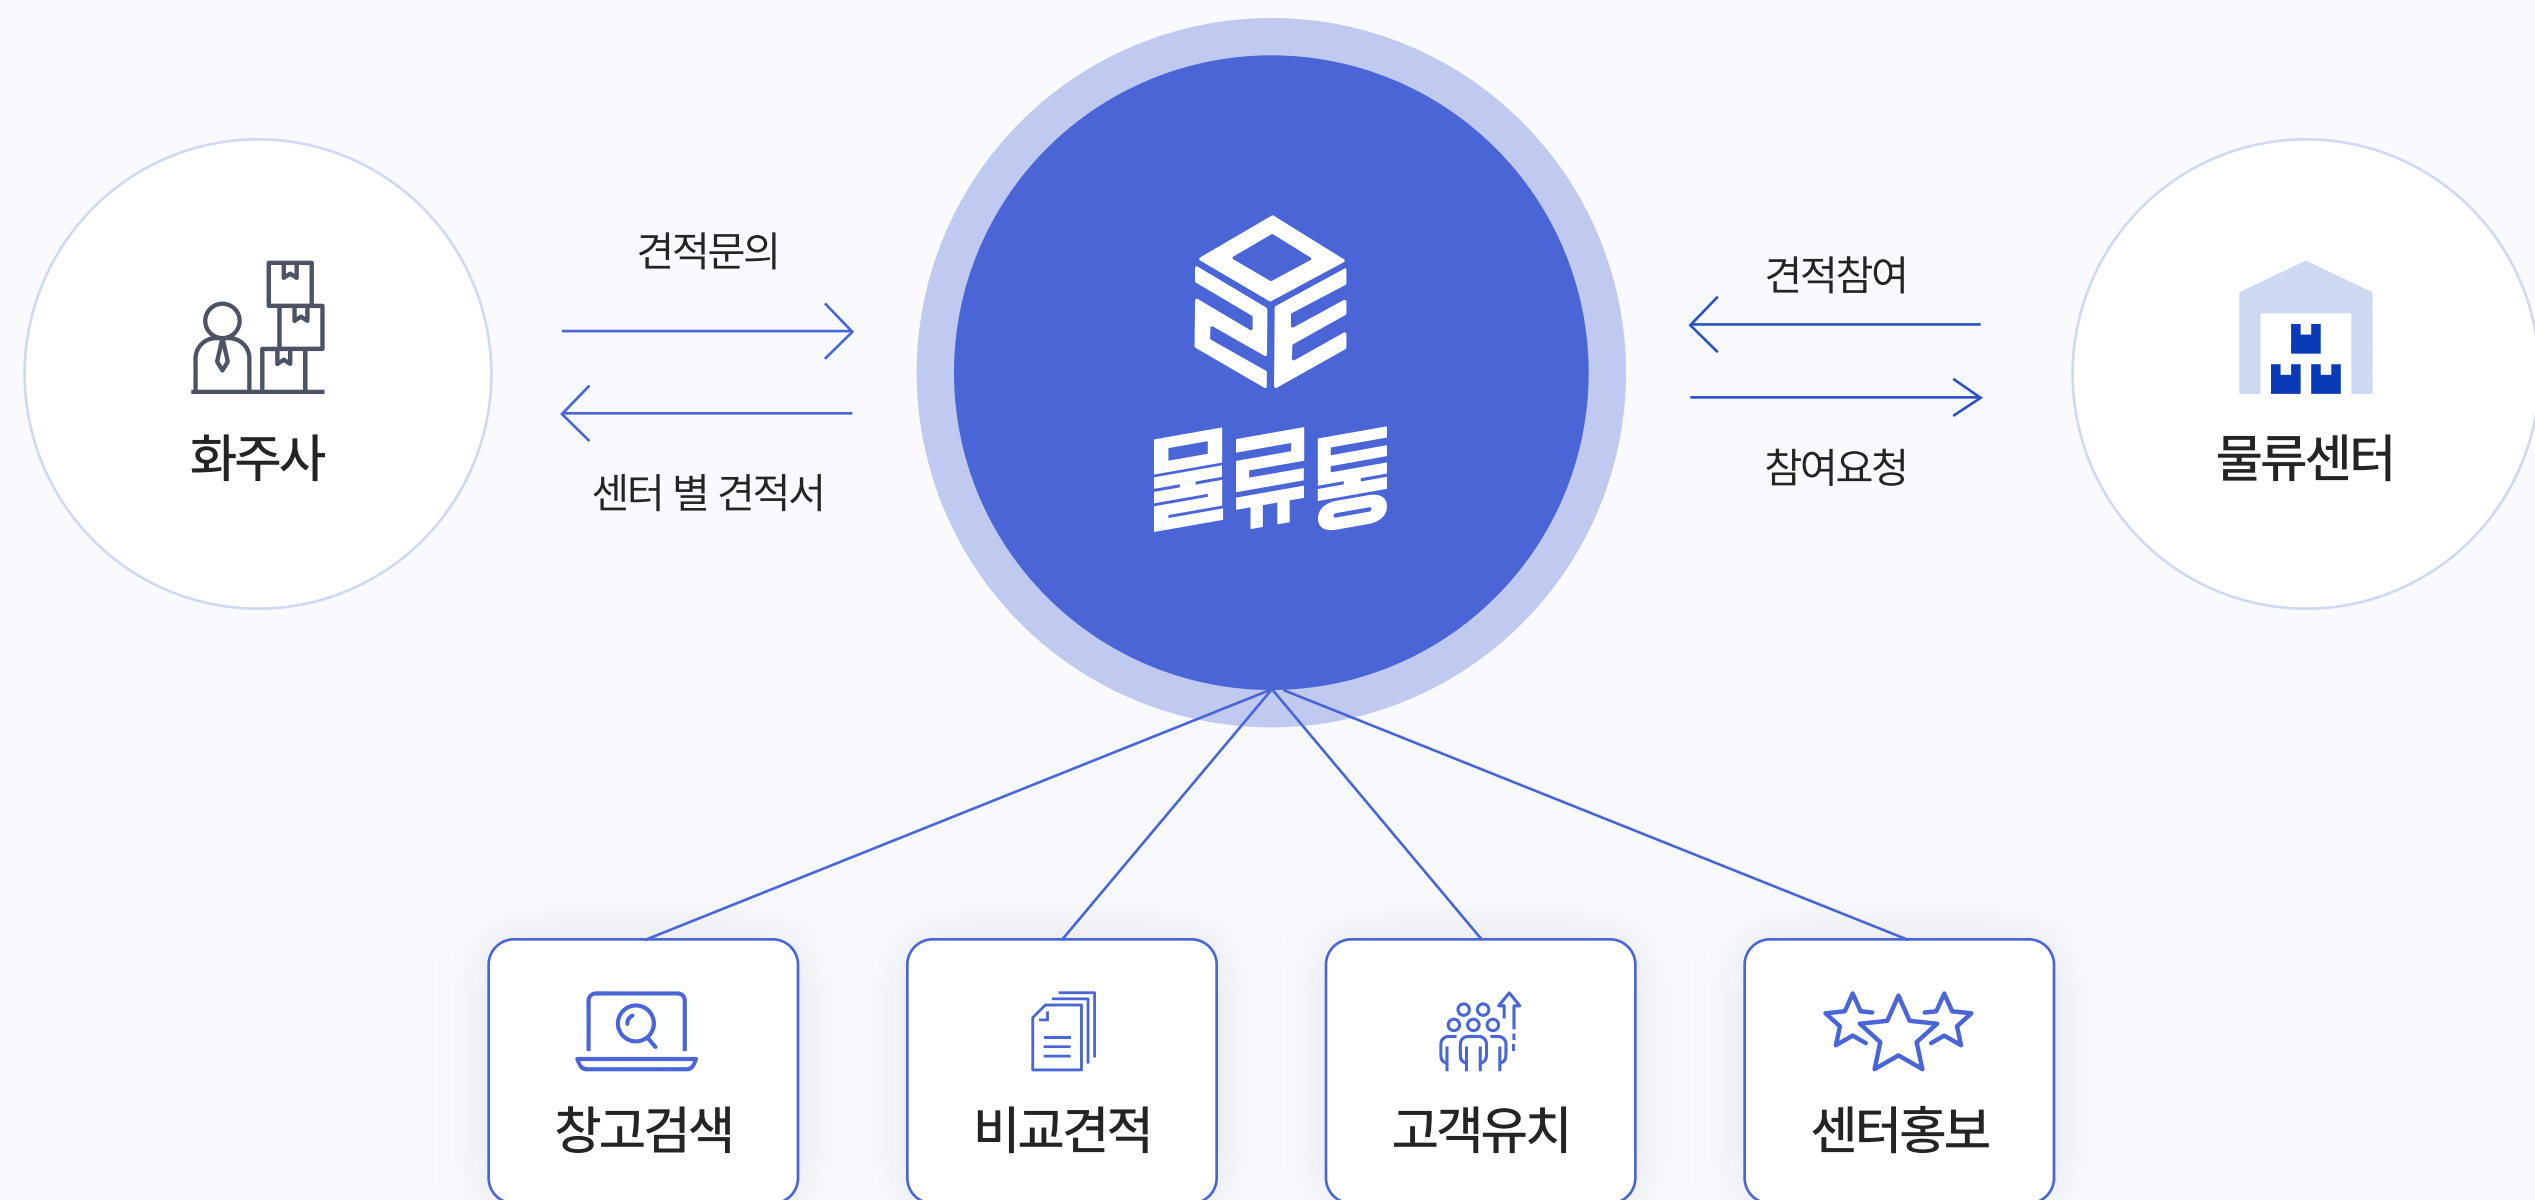 견적문의
견적참여
화주사
센터 별 견적서
물류통
참여요청
물류센터
창고검색
비교견적
고객유치
센터홍보